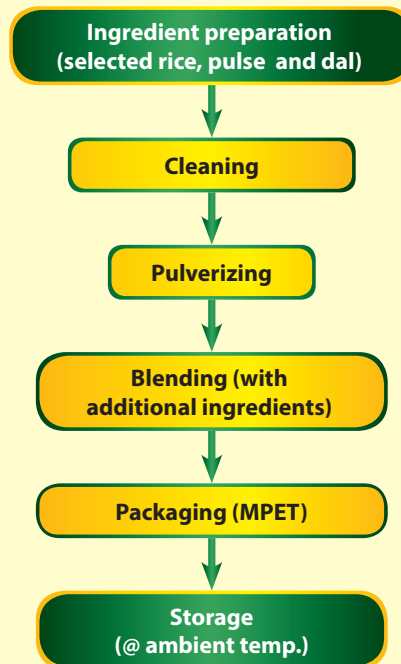 Ingredient preparation
(selected rice, pulse and dal)
Cleaning
Pulverizing
Blending (with
additional ingredients)
Packaging (MPET)
Storage
(@ ambient temp.)